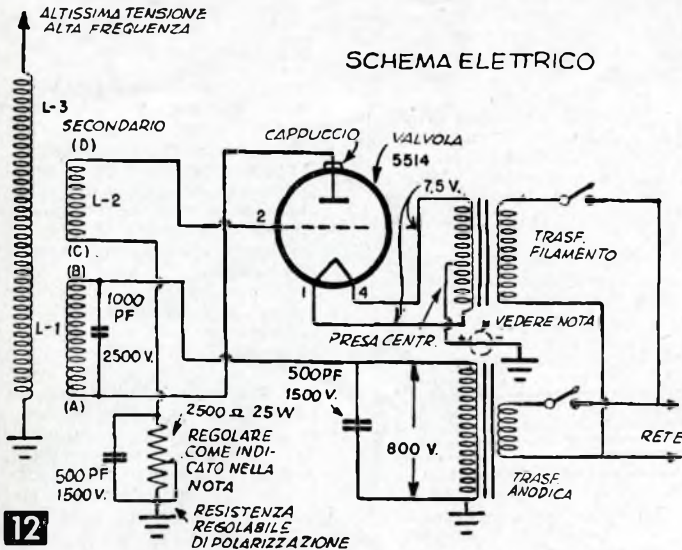 ALTISSIMA TENSIONE
ALTA FREQUENZA
SCHEMA ELETTRICO
L-3
SECONDARIO
(D)
CAPPUCCIO
VALVOLA
5514
L-2
2
7,5 V.
TRASF.
FILAMENTO
(C)
(B)
1
4
L-1
1000
PF
2500 V.
PRESA CENTR.
* VEDERE NOTA
(A)
500 PF
1500 V.
800 V.
RETE
2500 Ω 25 W
REGOLARE
COME INDI-
CATO NELLA
NOTA
500 PF
1500 V.
TRASF.
ANODICA
RESISTENZA
REGOLABILE
DI POLARIZZAZIONE
12